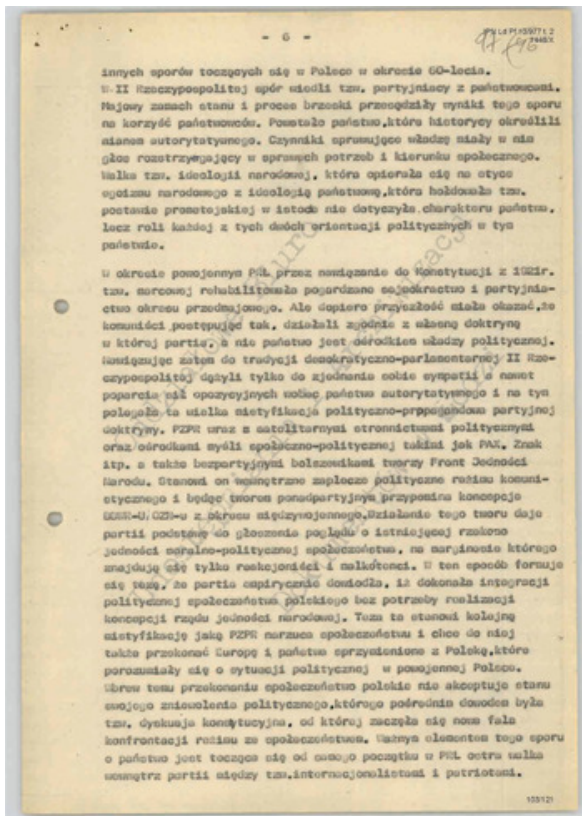 - 6 -
innych sporów toczących się w Polsce w okresie 60-lecia.
W II Rzeczypospolitej spór wiedli tzw. partyjniacy z państwowcami.
Majowy zamach stanu i proces brzeski przesądziły wyniki tego sporu
na korzyść państwowców. Powstało państwo,które historycy określili
mianem autorytatywnego. Czynniki sprawujące władzę miały w nim
głos rozstrzygający w sprawach potrzeb i kierunku społecznego.
Walka tzw. ideologii narodowej, która opierała się na etyce
egoizmu narodowego z ideologią państwową,która hołdowała tzw.
postawie prometejskiej w istocie nie dotyczyła charakteru państwa,
lecz roli każdej z tych dwóch orientacji politycznych w tym
państwie.
W okresie powojennym PRL przez nawiązanie do Konstytucji z 1921r.
tzw. marcowej rehabilitowała pogardzane sejmokractwo i partyjnia-
ctwo okresu przedmajowego. Ale dopiero przyszłość miała okazać,że
komuniści postępując tak, działali zgodnie z własną doktryną
w której partia, a nie państwo jest ośrodkiem władzy politycznej.
Nawiązując zatem do tradycji demokratyczno-parlamentarnej II Rze-
czypospolitej dążyli tylko do zjednania sobie sympatii a nawet
poparcia sił opozycyjnych wobec państwa autorytatywnego i na tym
polegała ta wielka mistyfikacja polityczno-propagandowa partyjnej
doktryny. PZPR wraz z satelitarnymi stronnictwami politycznymi
oraz ośrodkami myśli społeczno-politycznej takimi jak PAX, Znak
itp. a także bezpartyjnymi bolszewikami tworzy Front Jedności
Narodu. Stanowi on wewnętrzne zaplecze polityczne reżimu komuni-
stycznego i będąc tworem ponadpartyjnym przypomina koncepcje
BBWR-U/OZN-u z okresu międzywojennego.Działanie tego tworu daje
partii podstawę do głoszenia poglądu o istniejącej rzekomo
jedności moralno-politycznej społeczeństwa, na marginesie którego
znajdują się tylko reakcjoniści i malkotenci. W ten sposób formuje
się tezę, że partia empirycznie dowiodła, iż dokonała integracji
politycznej społeczeństwa polskiego bez potrzeby realizacji
koncepcji rządu jedności narodowej. Teza ta stanowi kolejną
mistyfikację jaką PZPR narzuca społeczeństwu i chce do niej
także przekonać Europę i państwa sprzymierzone z Polską,które
porozumiały się o sytuacji politycznej w powojennej Polsce.
Wbrew temu przekonaniu społeczeństwo polskie nie akceptuje stanu
swojego zniewolenia politycznego,którego pośrednim dowodem była
tzw. dyskusja konstytucyjna, od której zaczęła się nowa fala
konfrontacji reżimu ze społeczeństwem. Ważnym elementem tego sporu
o państwo jest tocząca się od samego początku w PRL ostra walka
wewnątrz partii między tzw.internacjonalistami i patriotami.
103/121